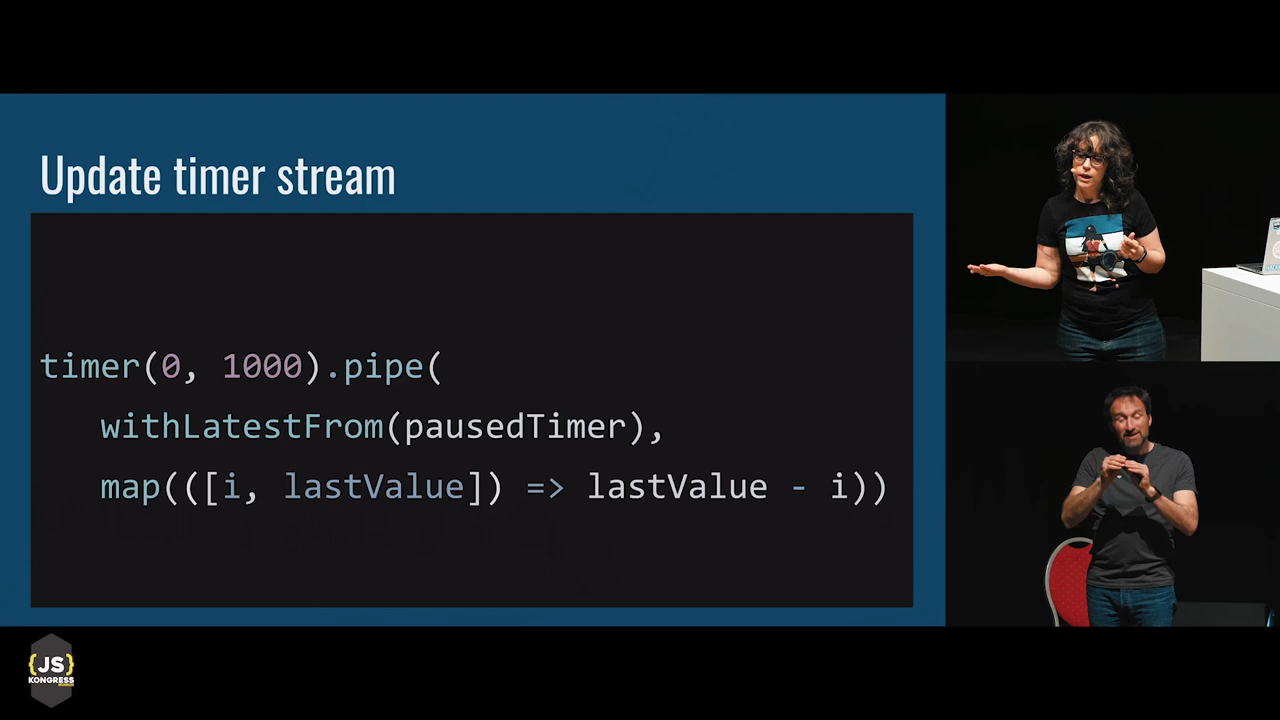 Update timer stream
timer(0, 1000).pipe(
withLatestFrom(pausedTimer),
map(([i, lastValue]) => lastValue - i))
{JS}
KONGRESS